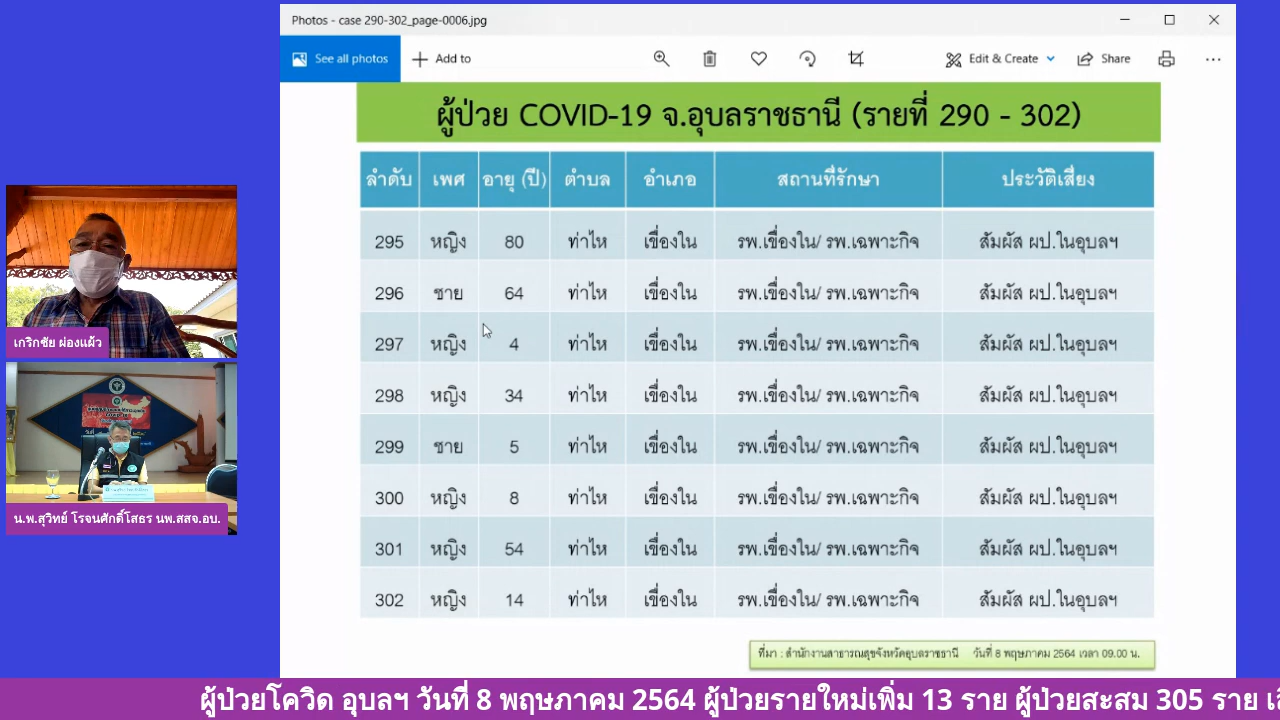 Photos - case 290-302_page-0006.jpg
See all photos
Add to
Edit & Create
Share
ผู้ป่วย COVID-19 จ.อุบลราชธานี (รายที่ 290 - 302)
ลำดับ เพศ อายุ (ปี) ตำบล อำเภอ สถานที่รักษา ประวัติเสี่ยง
295 หญิง 80 ท่าไห เขื่องใน รพ.เขื่องใน/ รพ.เฉพาะกิจ สัมผัส ผป.ในอุบลฯ
296 ชาย 64 ท่าไห เขื่องใน รพ.เขื่องใน/ รพ.เฉพาะกิจ สัมผัส ผป.ในอุบลฯ
297 หญิง 4 ท่าไห เขื่องใน รพ.เขื่องใน/ รพ.เฉพาะกิจ สัมผัส ผป.ในอุบลฯ
298 หญิง 34 ท่าไห เขื่องใน รพ.เขื่องใน/ รพ.เฉพาะกิจ สัมผัส ผป.ในอุบลฯ
299 ชาย 5 ท่าไห เขื่องใน รพ.เขื่องใน/ รพ.เฉพาะกิจ สัมผัส ผป.ในอุบลฯ
300 หญิง 8 ท่าไห เขื่องใน รพ.เขื่องใน/ รพ.เฉพาะกิจ สัมผัส ผป.ในอุบลฯ
301 หญิง 54 ท่าไห เขื่องใน รพ.เขื่องใน/ รพ.เฉพาะกิจ สัมผัส ผป.ในอุบลฯ
302 หญิง 14 ท่าไห เขื่องใน รพ.เขื่องใน/ รพ.เฉพาะกิจ สัมผัส ผป.ในอุบลฯ
ที่มา : สำนักงานสาธารณสุขจังหวัดอุบลราชธานี วันที่ 8 พฤษภาคม 2564 เวลา 09.00 น.
เกริกชัย ผ่องแผ้ว
น.พ.สุวิทย์ โรจนศักดิ์โสธร นพ.สสจ.อบ.
ผู้ป่วยโควิด อุบลฯ วันที่ 8 พฤษภาคม 2564 ผู้ป่วยรายใหม่เพิ่ม 13 ราย ผู้ป่วยสะสม 305 ราย